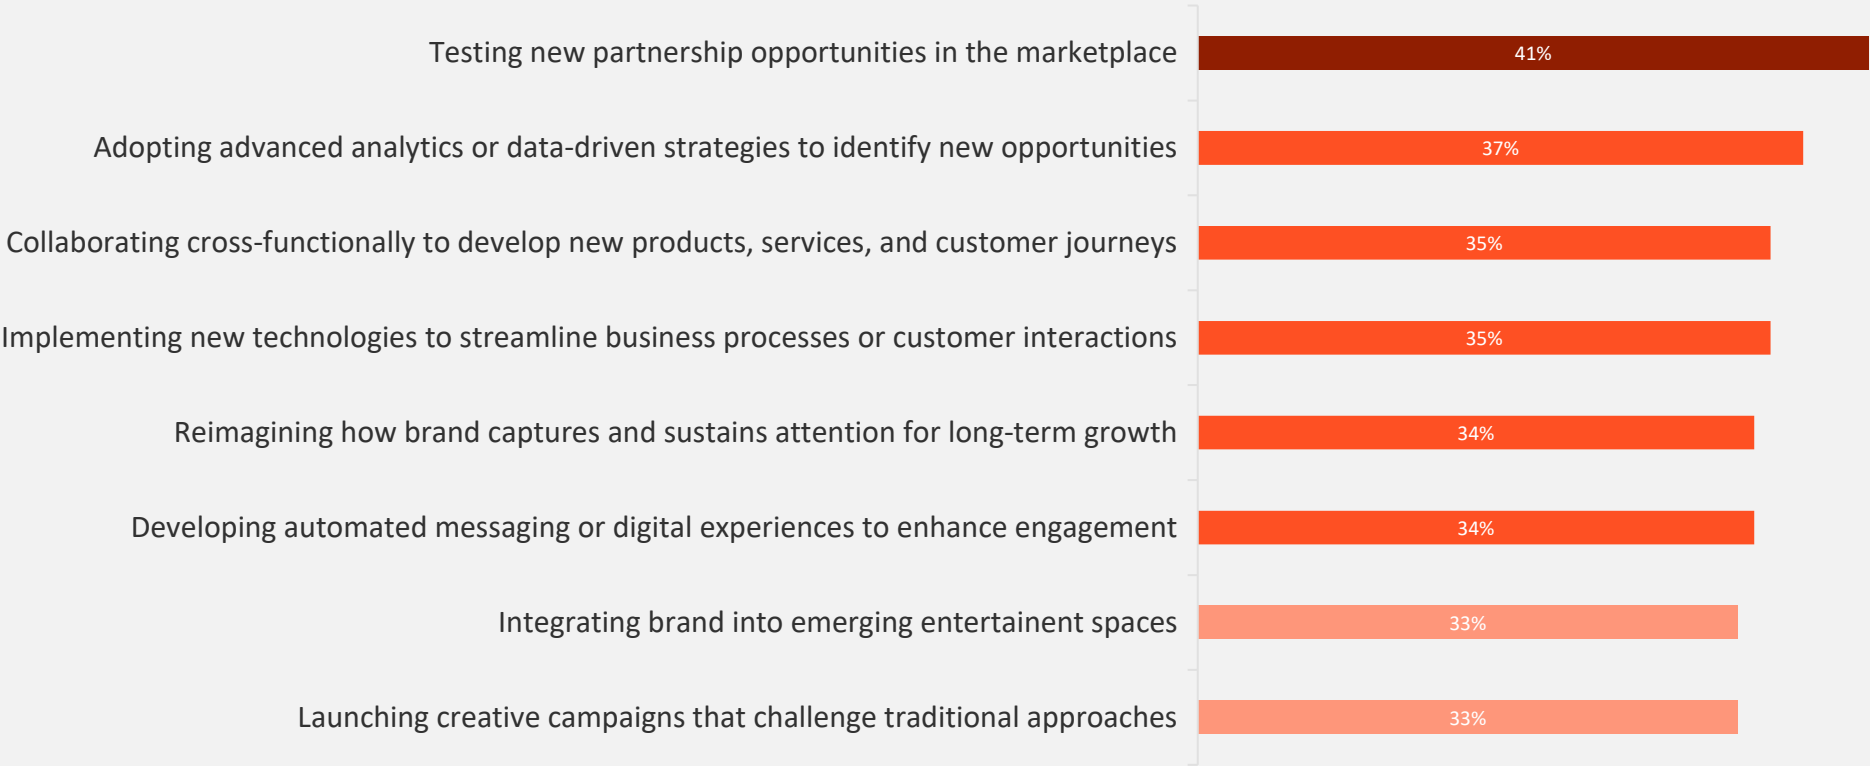 Testing new partnership opportunities in the marketplace 41%
Adopting advanced analytics or data-driven strategies to identify new opportunities 37%
Collaborating cross-functionally to develop new products, services, and customer journeys 35%
Implementing new technologies to streamline business processes or customer interactions 35%
Reimagining how brand captures and sustains attention for long-term growth 34%
Developing automated messaging or digital experiences to enhance engagement 34%
Integrating brand into emerging entertainent spaces 33%
Launching creative campaigns that challenge traditional approaches 33%